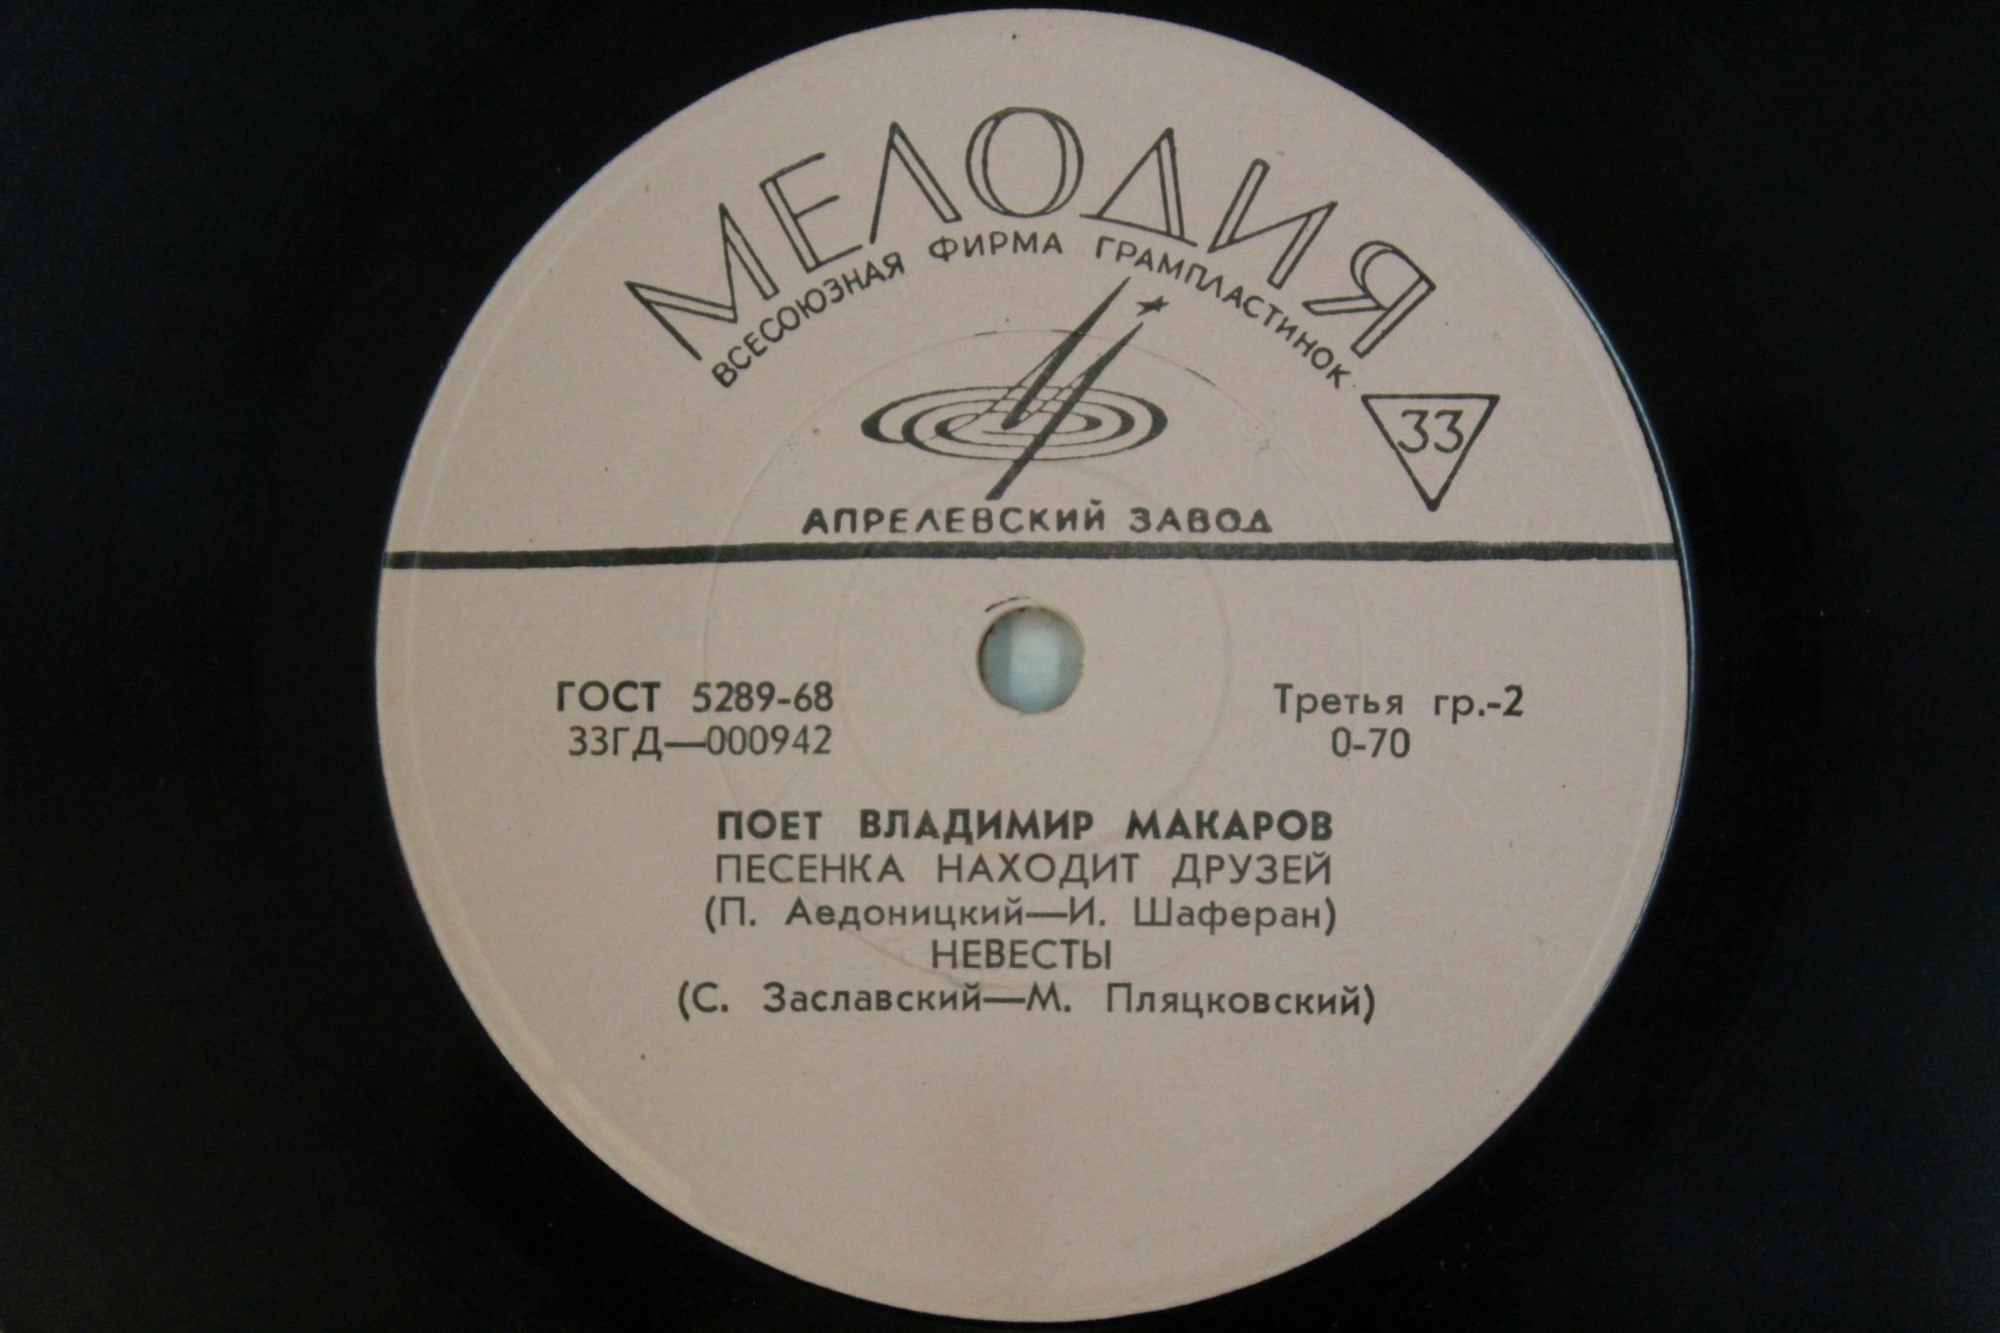 МЕЛОДИЯ
ВСЕСОЮЗНАЯ ФИРМА ГРАМПЛАСТИНОК
33
АПРЕЛЕВСКИЙ ЗАВОД
ГОСТ 5289-68 Третья гр.-2
33ГД—000942 0-70
ПОЕТ ВЛАДИМИР МАКАРОВ
ПЕСЕНКА НАХОДИТ ДРУЗЕЙ
(П. Аедоницкий—И. Шаферан)
НЕВЕСТЫ
(С. Заславский—М. Пляцковский)